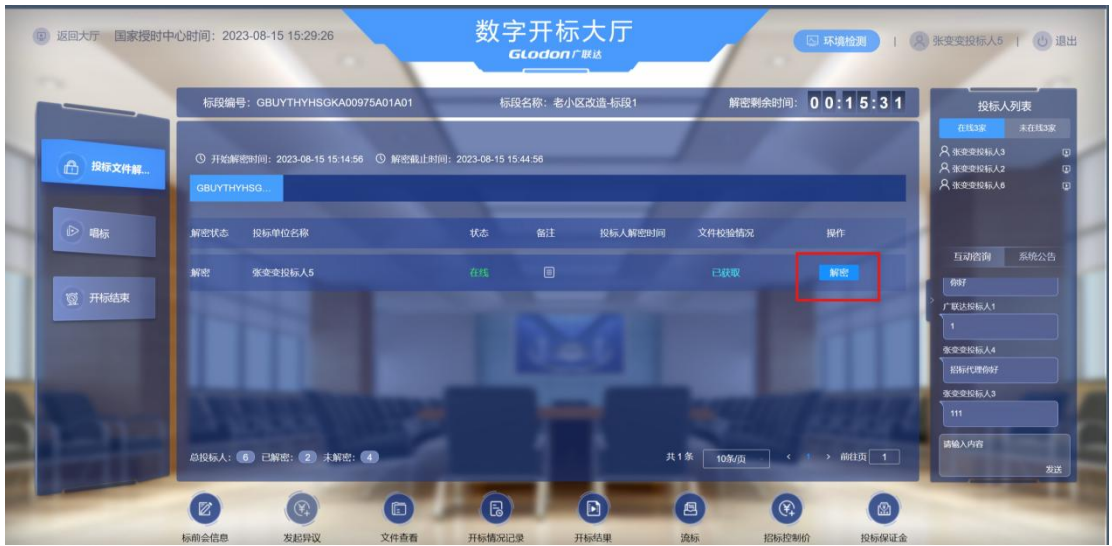 返回大厅 国家授时中心时间：2023-08-15 15:29:26
数字开标大厅
GLodon广联达
环境检测 | 张变变投标人5 | 退出
标段编号：GBUYTHYHSGKA00975A01A01 标段名称：老小区改造-标段1 解密剩余时间：00:15:31
投标人列表
在线3家 未在线3家
张变变投标人3
张变变投标人2
张变变投标人6
投标文件解...
唱标
开标结束
开始解密时间：2023-08-15 15:14:56 解密截止时间：2023-08-15 15:44:56
GBUYTHYHSG...
解密状态 投标单位名称 状态 备注 投标人解密时间 文件校验情况 操作
解密 张变变投标人5 在线 已获取 解密
总投标人：6 已解密：2 未解密：4
共1条 10条/页 < 1 > 前往页 1
互动咨询 系统公告
你好
广联达投标人1
1
张变变投标人4
招标代理你好
张变变投标人3
111
请输入内容
发送
标前会信息 发起异议 文件查看 开标情况记录 开标结果 流标 招标控制价 投标保证金